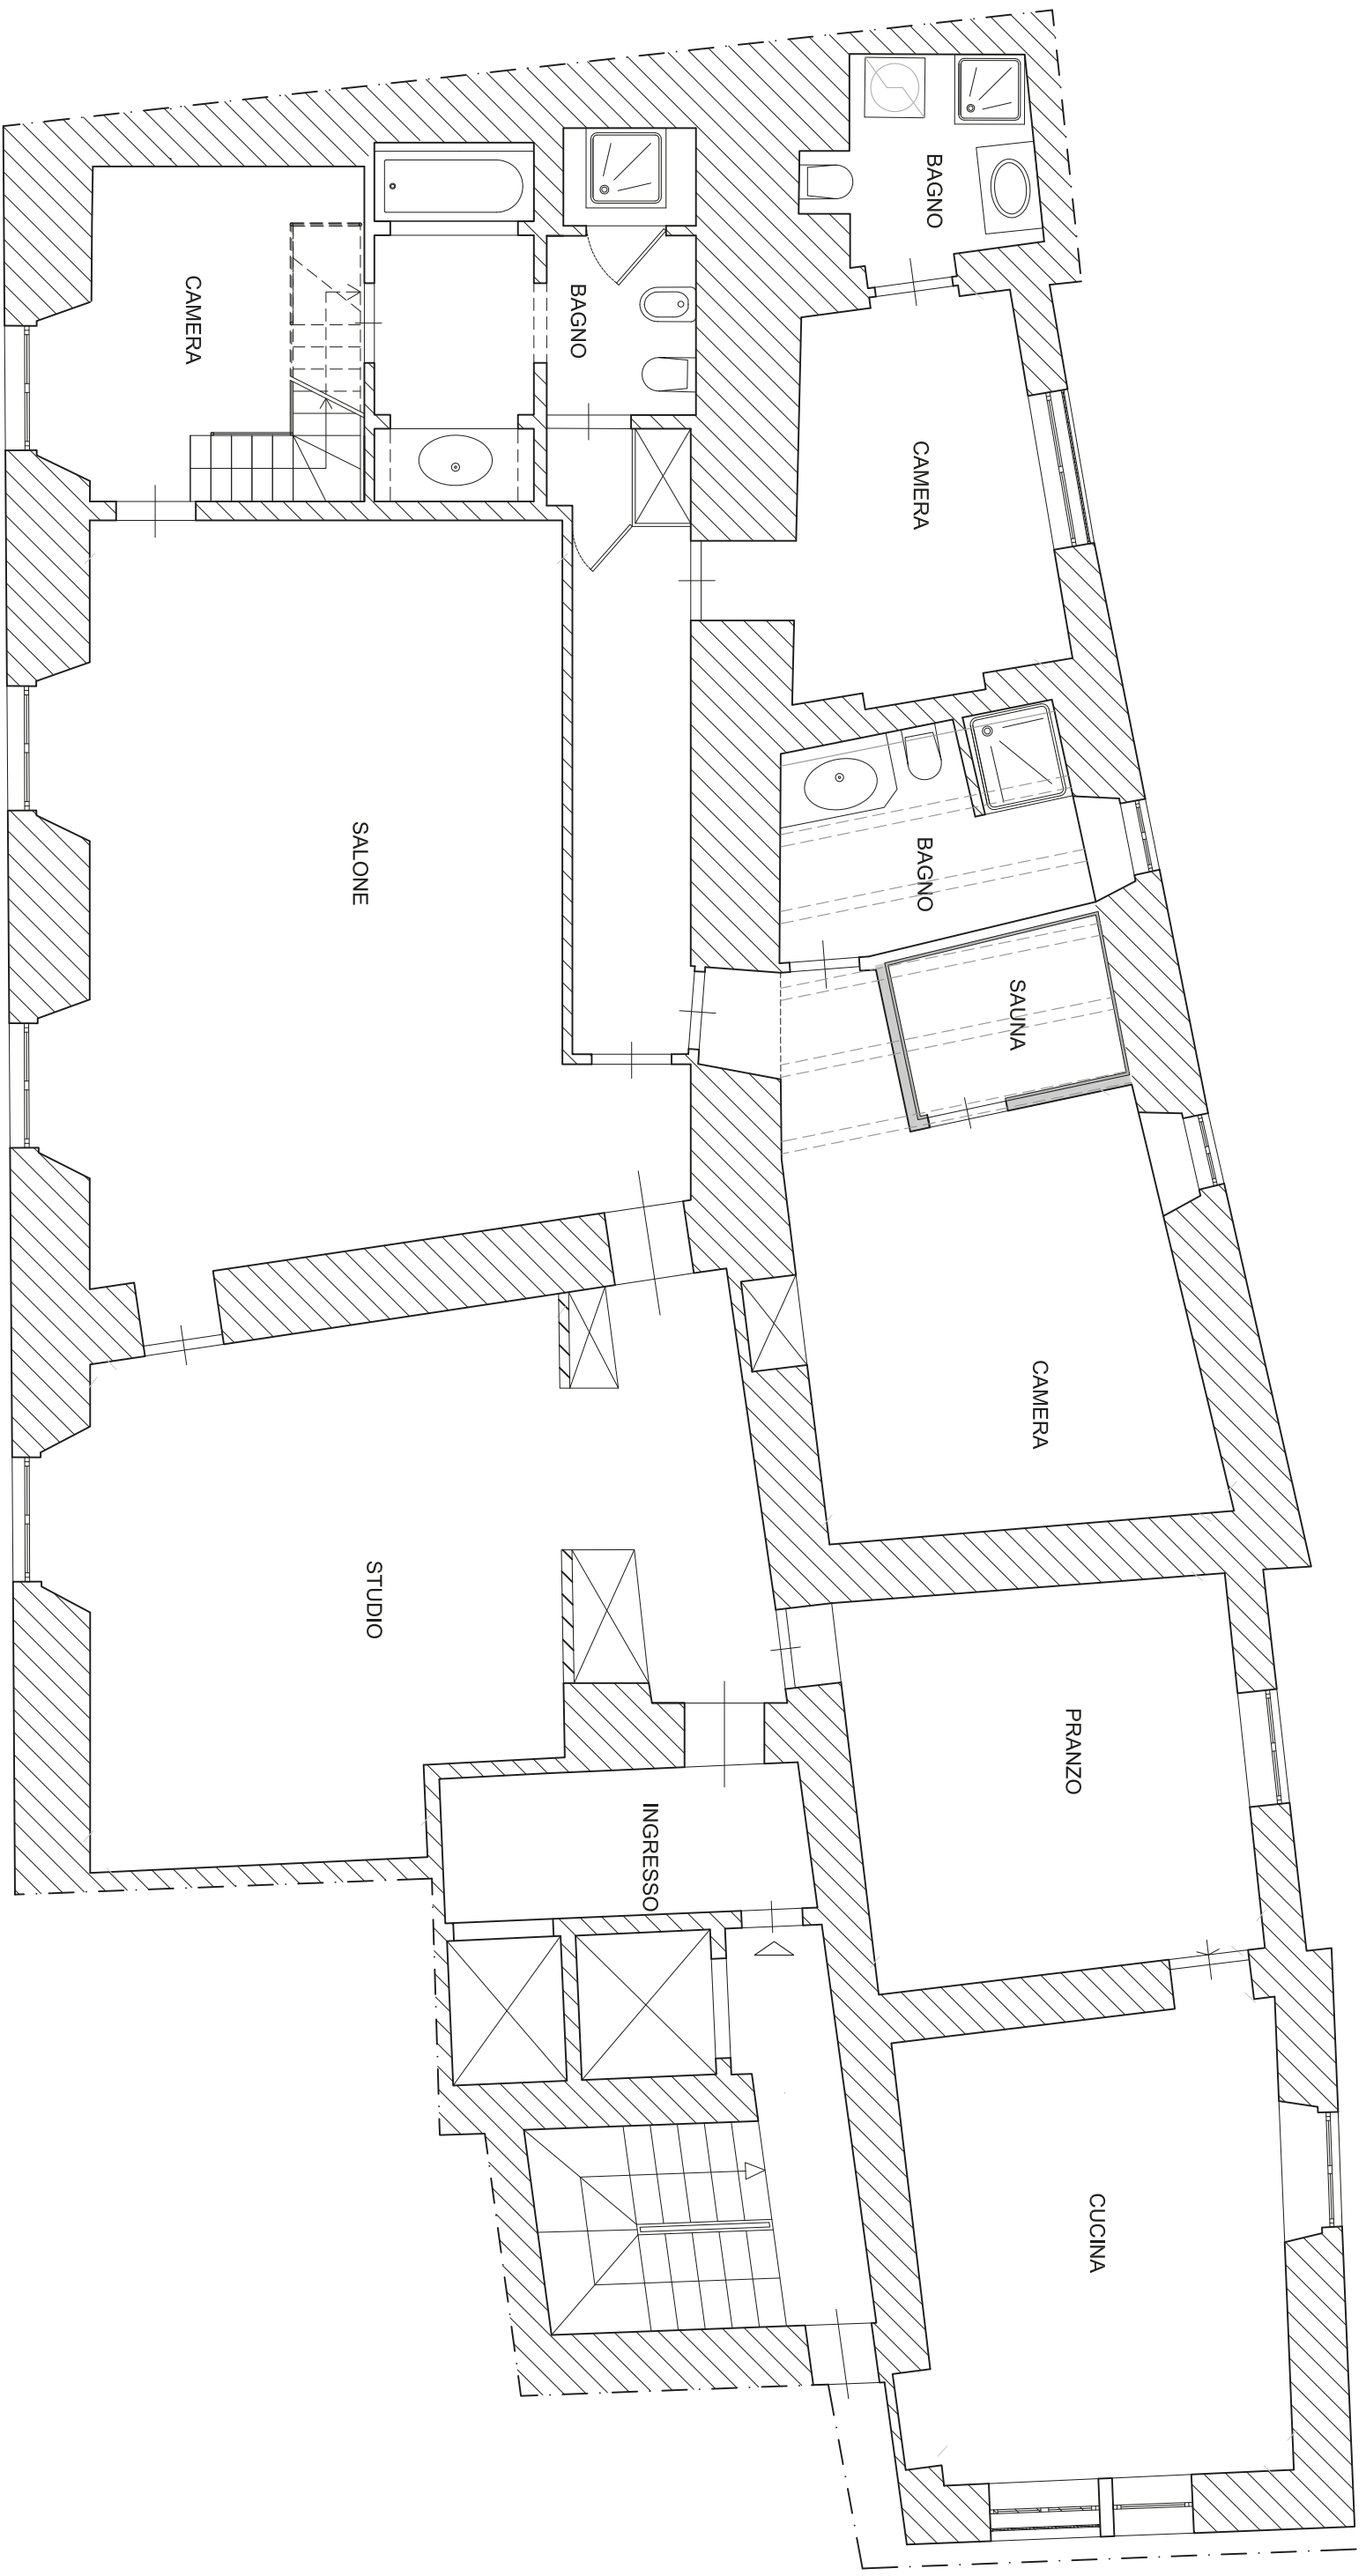 BAGNO
CAMERA
BAGNO
CAMERA
SALONE
BAGNO
SAUNA
CAMERA
STUDIO
PRANZO
INGRESSO
CUCINA